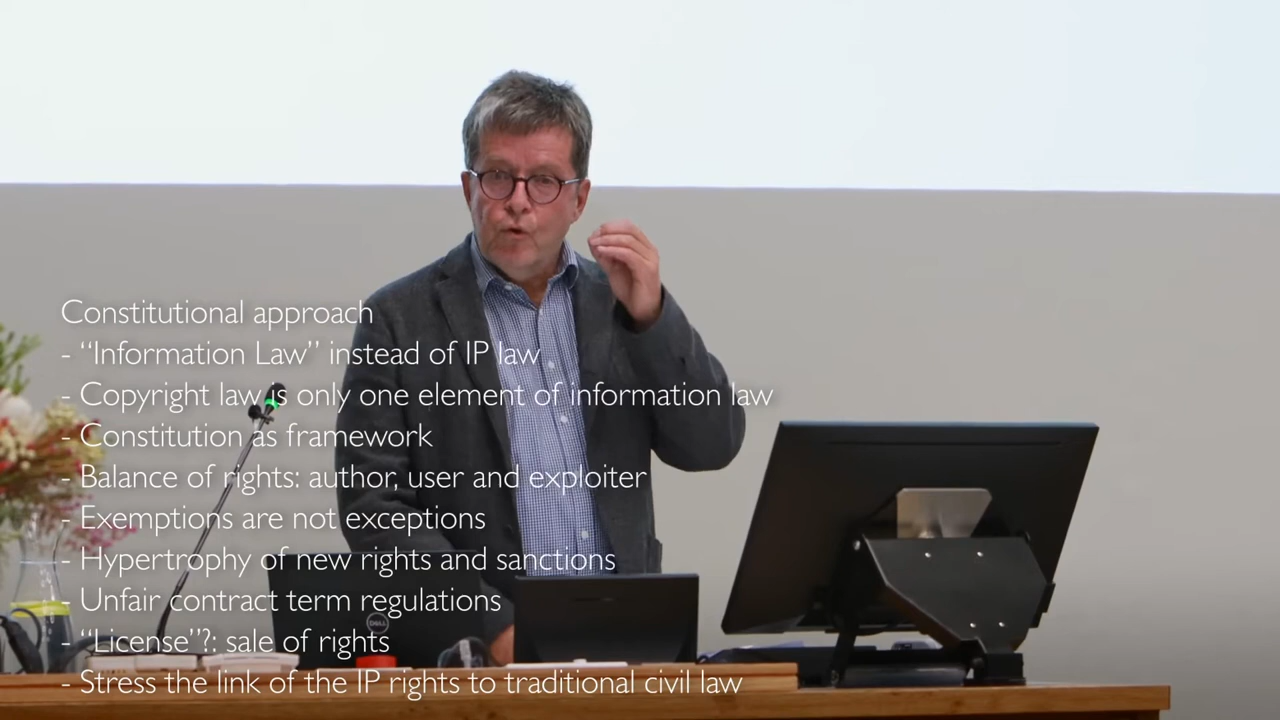 Constitutional approach
- “Information Law” instead of IP law
- Copyright law is only one element of information law
- Constitution as framework
- Balance of rights: author, user and exploiter
- Exemptions are not exceptions
- Hypertrophy of new rights and sanctions
- Unfair contract term regulations
- “License”?: sale of rights
- Stress the link of the IP rights to traditional civil law
DELL